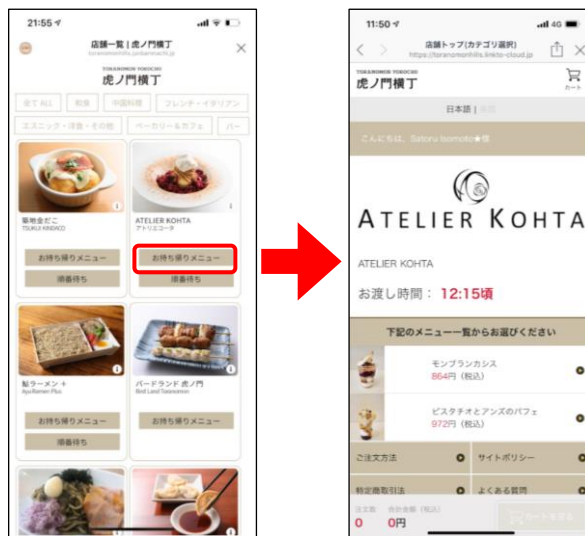 21:55
店舗一覧 | 虎ノ門横丁
TORANOMON YOKOCHO
虎ノ門横丁
全て ALL
和食
中国料理
フレンチ・イタリアン
エスニック・洋食・その他
ベーカリー&カフェ
バー
築地金だこ
TSUKIJI KINDACO
お持ち帰りメニュー
順番待ち
ATELIER KOHTA
アトリエコータ
お持ち帰りメニュー
順番待ち
鮎ラーメン +
Ayu Ramen Plus
お持ち帰りメニュー
順番待ち
バードランド 虎ノ門
Bird Land Toranomon
お持ち帰りメニュー
11:50
4G
店舗トップ(カテゴリ選択)
https://toranomonhills.linkto-cloud.jp
TORANOMON YOKOCHO
虎ノ門横丁
カート
日本語 |
こんにちは、Satoru Isomoto★様
ATELIER KOHTA
ATELIER KOHTA
お渡し時間： 12:15頃
下記のメニュー一覧からお選びください
モンブランカシス
864円 (税込)
ピスタチオとアンズのパフェ
972円 (税込)
ご注文方法
サイトポリシー
特定商取引法
よくある質問
注文数
合計金額 (税込)
0
0円
カートを見る